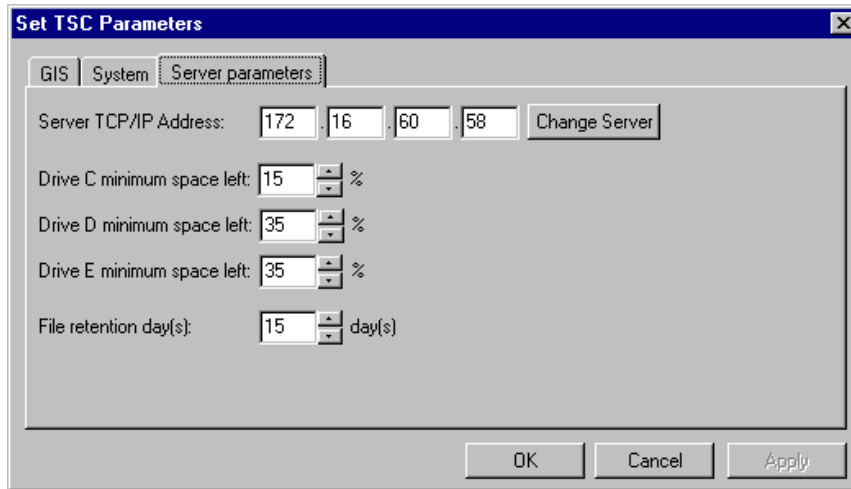 Set TSC Parameters
GIS System Server parameters
Server TCP/IP Address: 172 . 16 . 60 . 58 Change Server
Drive C minimum space left: 15 %
Drive D minimum space left: 35 %
Drive E minimum space left: 35 %
File retention day(s): 15 day(s)
OK Cancel Apply